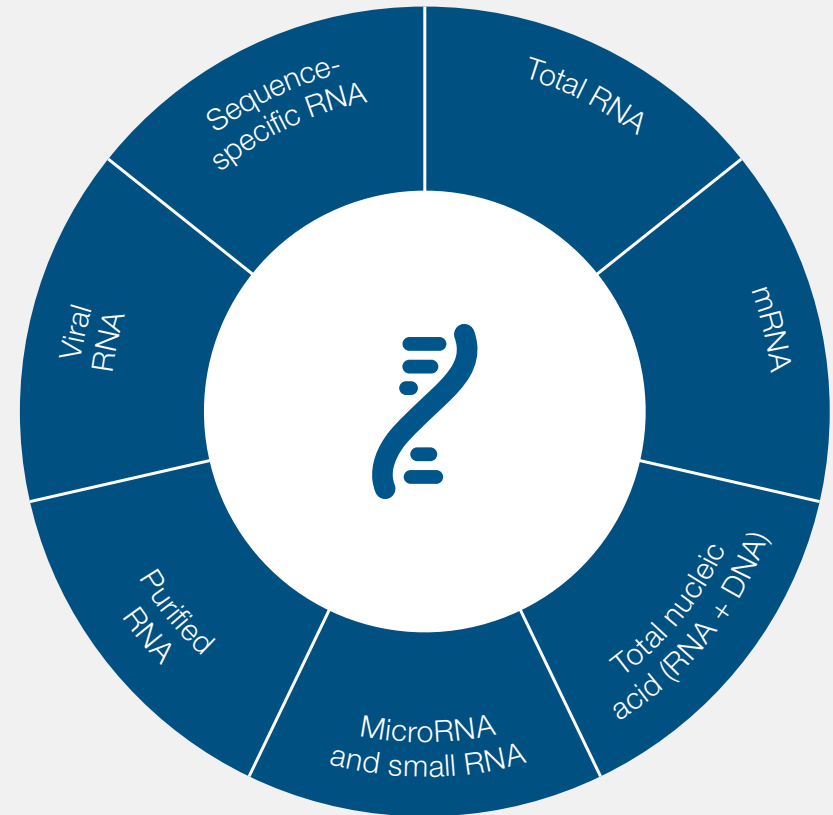 Total RNA
mRNA
Total nucleic
acid (RNA + DNA)
MicroRNA
and small RNA
Purified
RNA
Viral
RNA
Sequence-
specific RNA